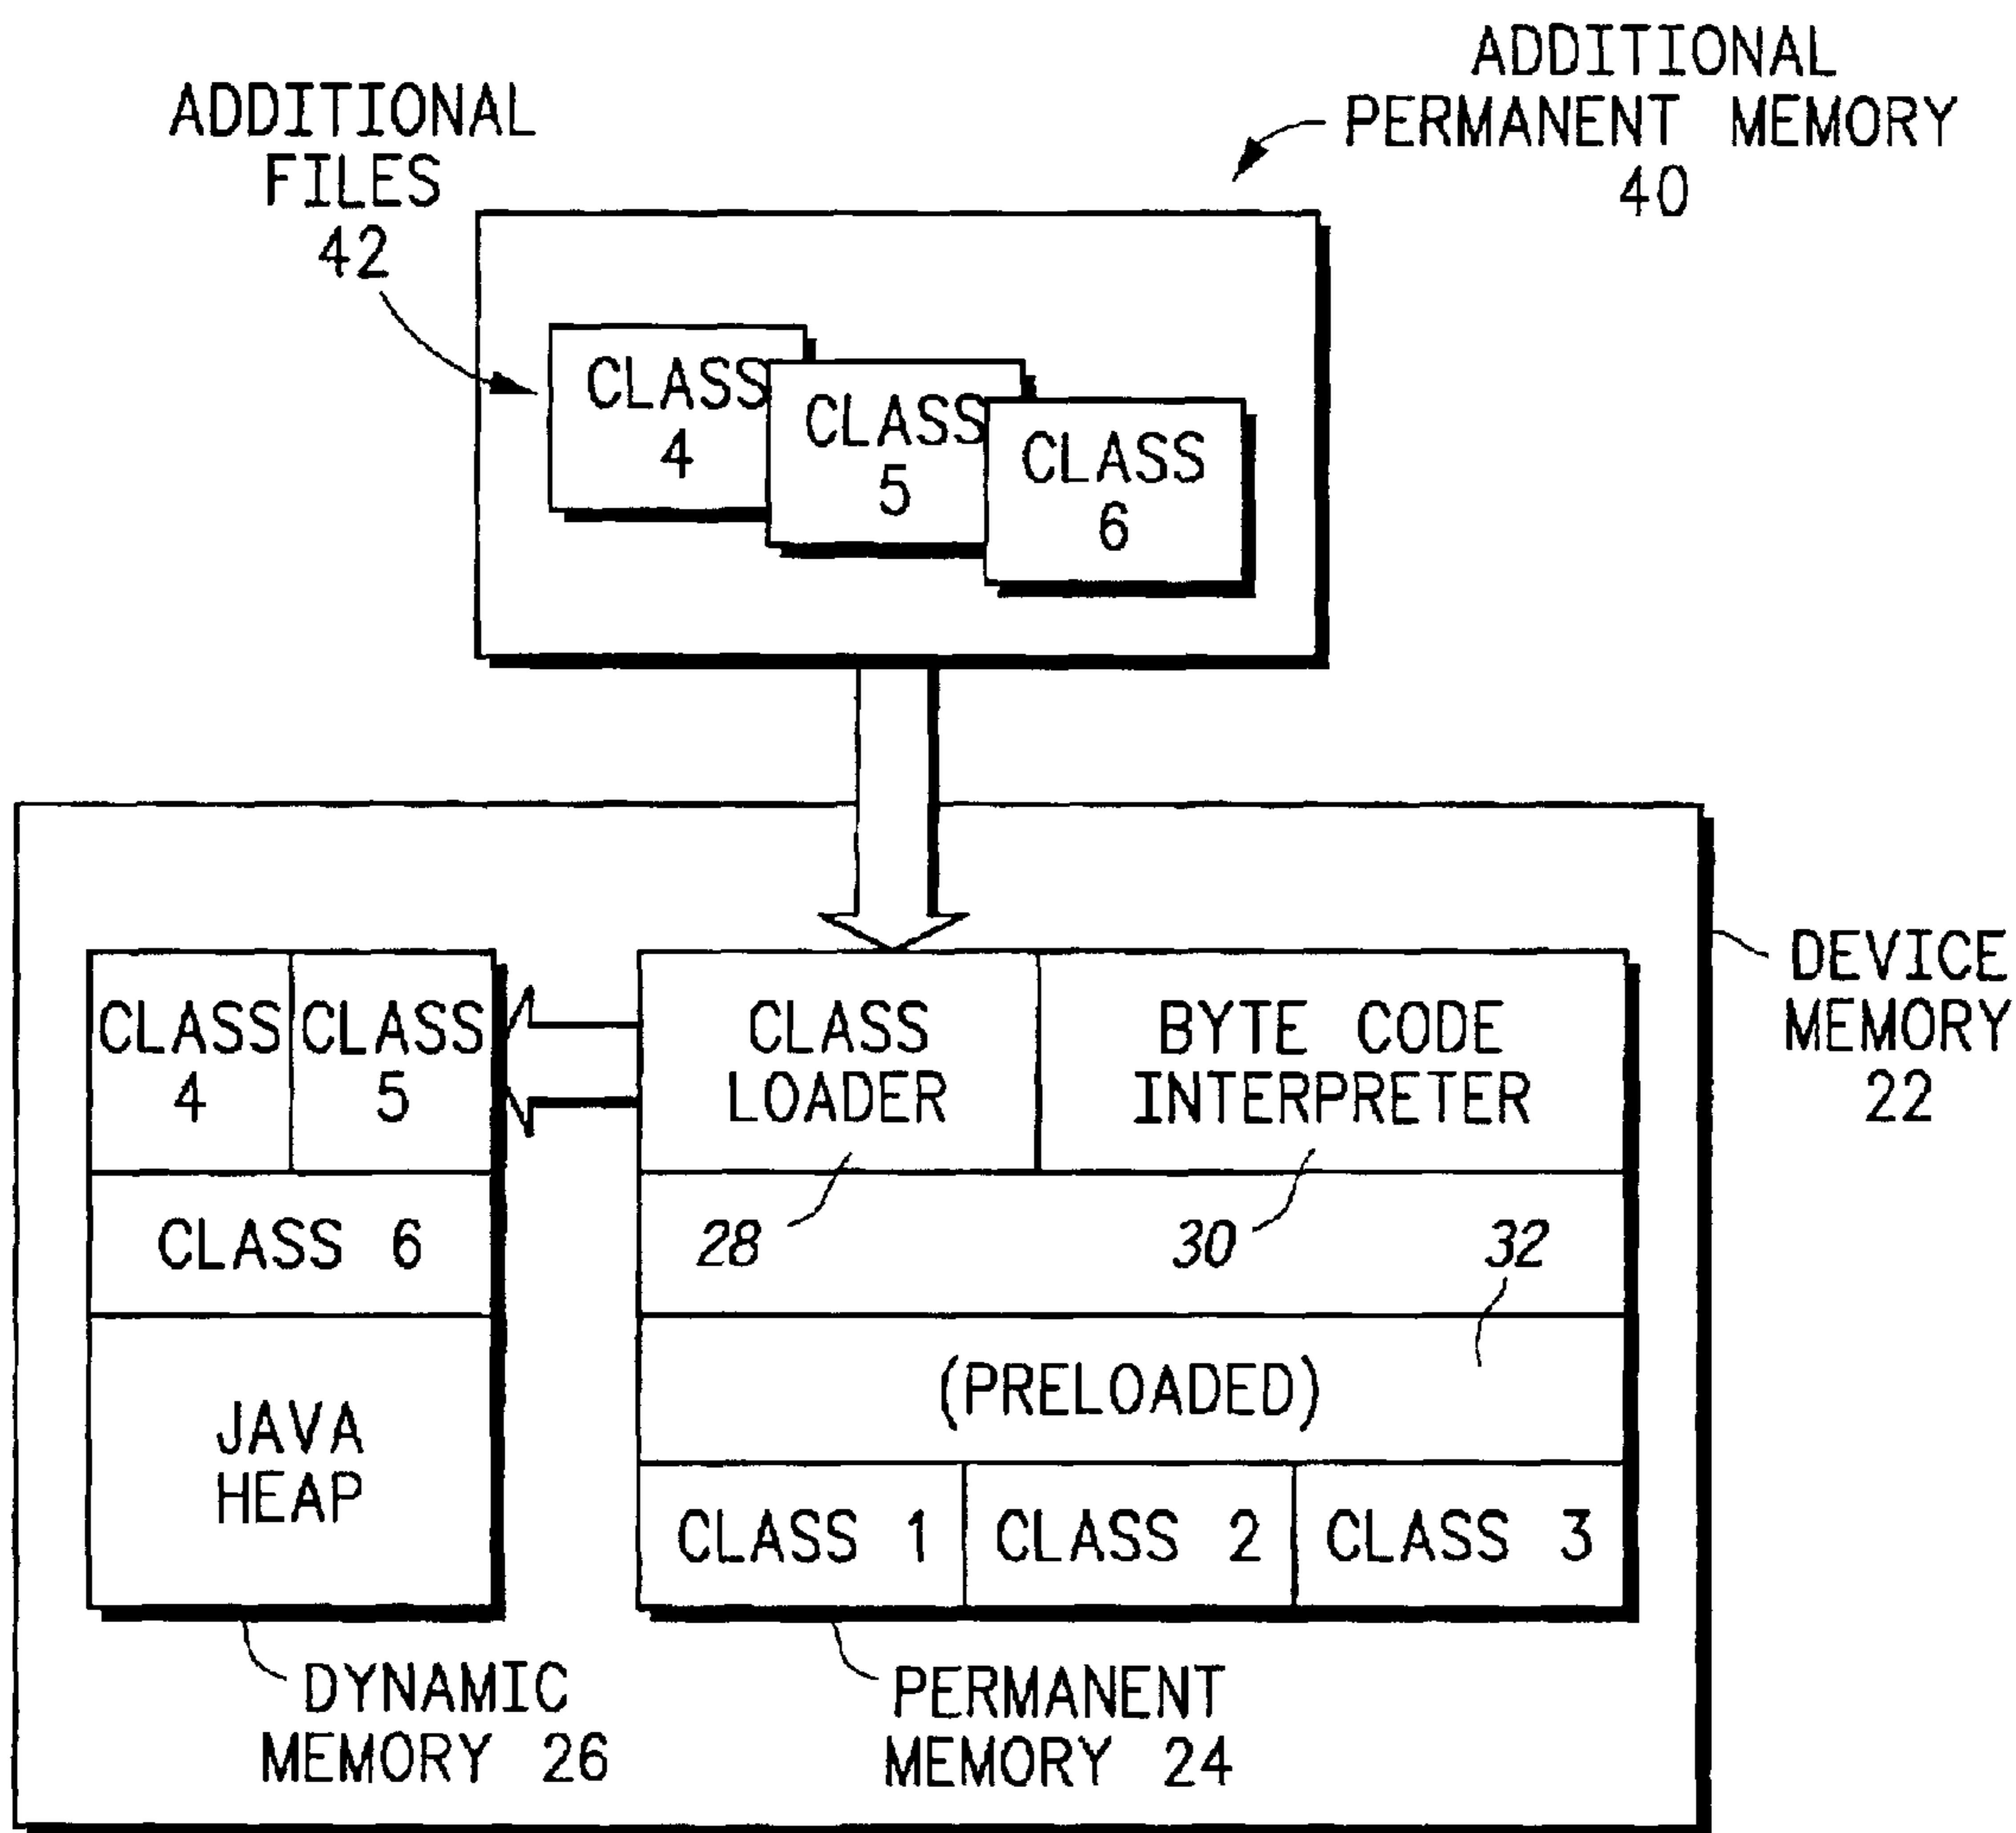 ADDITIONAL
PERMANENT MEMORY
40
ADDITIONAL
FILES
42
CLASS
4
CLASS
5
CLASS
6
DEVICE
MEMORY
22
CLASS
4
CLASS
5
CLASS 6
JAVA
HEAP
CLASS
LOADER
BYTE CODE
INTERPRETER
28
30
32
(PRELOADED)
CLASS 1
CLASS 2
CLASS 3
DYNAMIC
MEMORY 26
PERMANENT
MEMORY 24